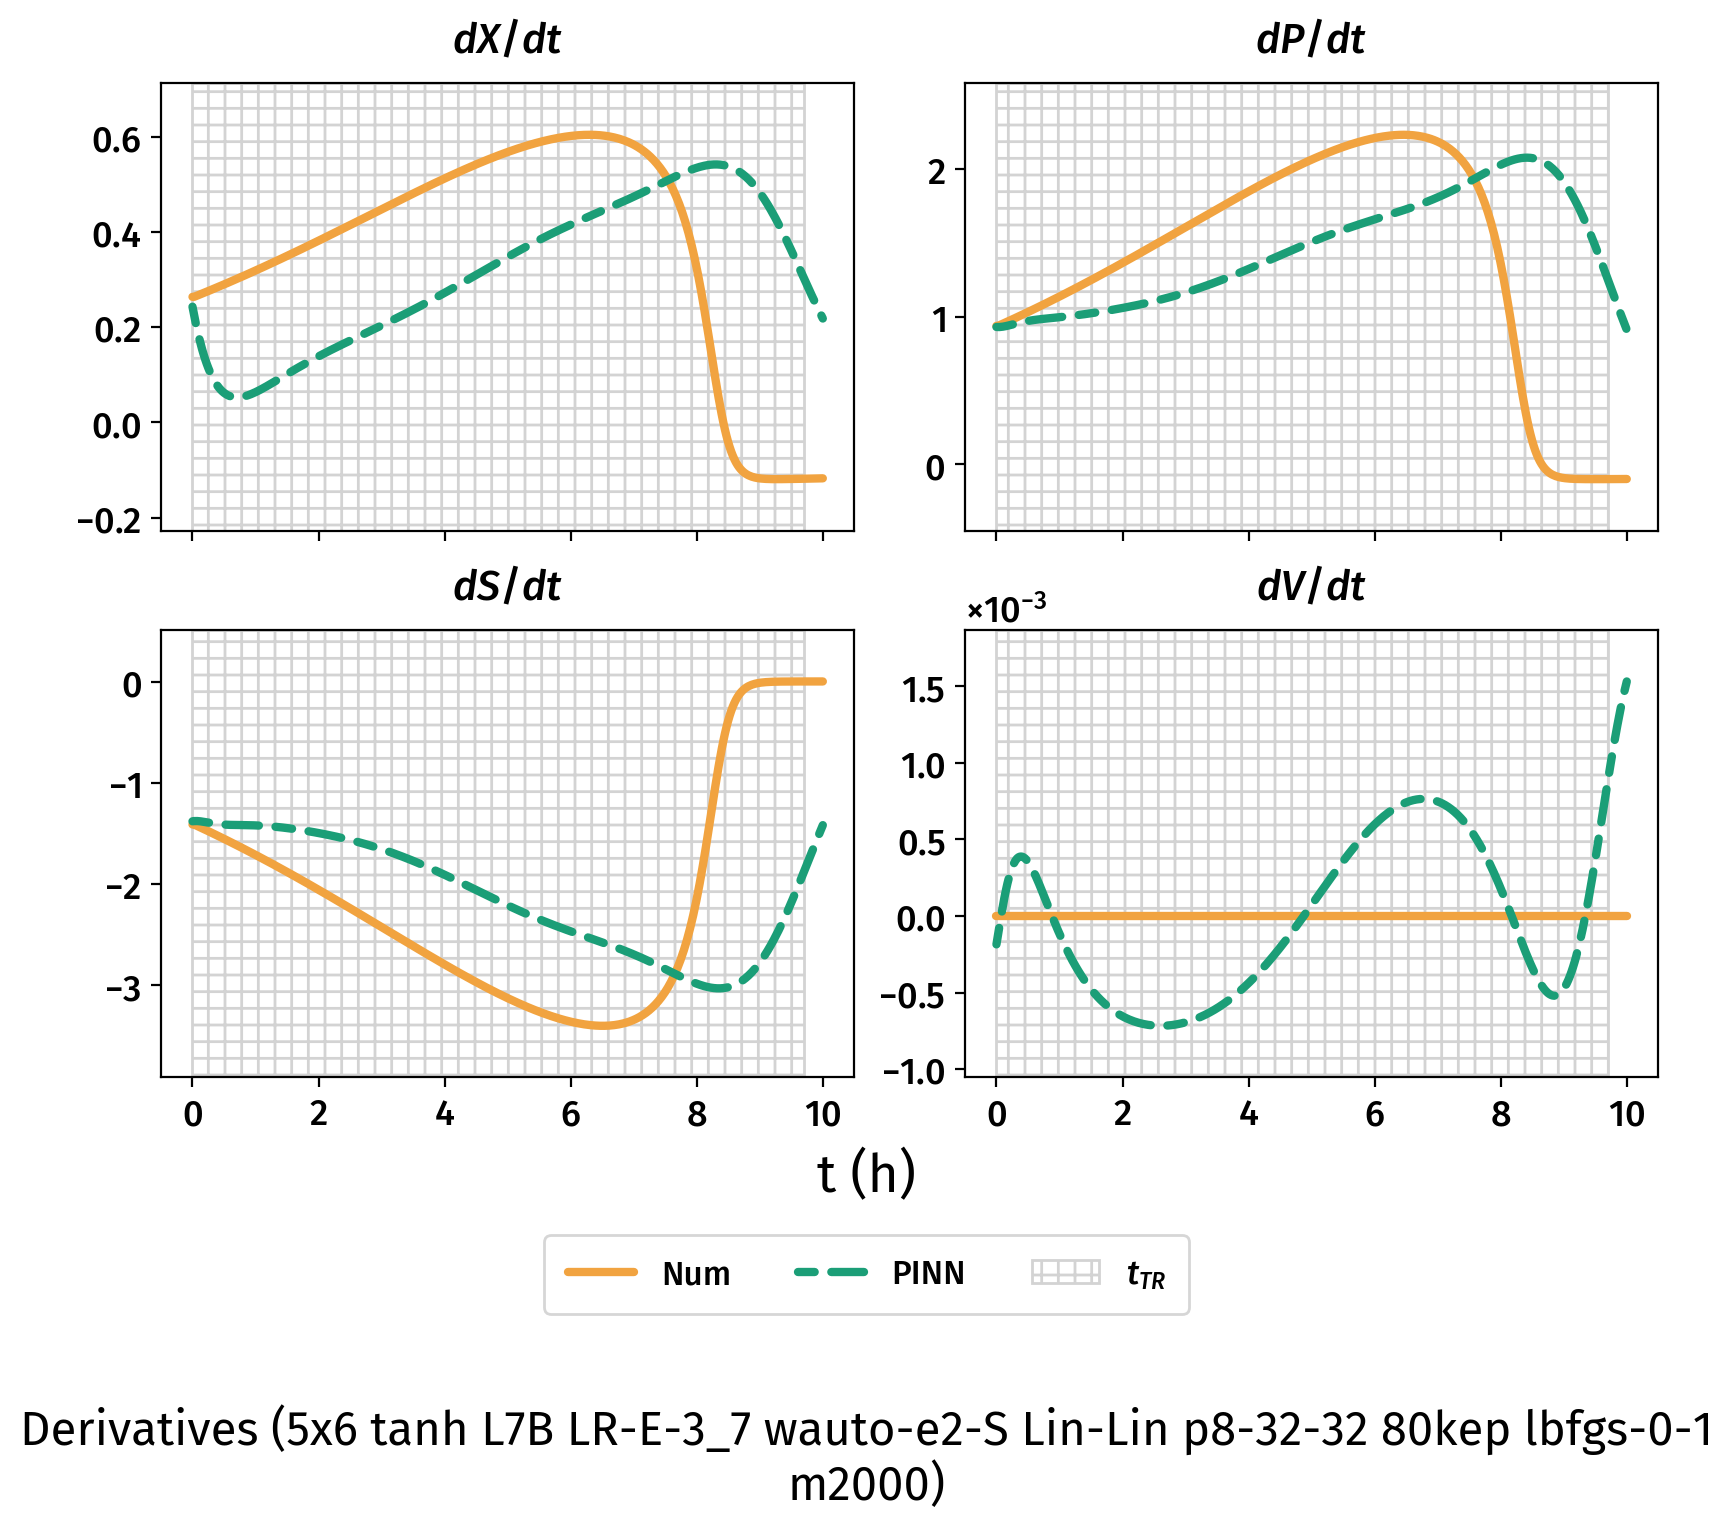 dX/dt
dP/dt
0.6
0.4
0.2
0.0
−0.2
2
1
0
dS/dt
dV/dt
×10⁻³
0
−1
−2
−3
1.5
1.0
0.5
0.0
−0.5
−1.0
0 2 4 6 8 10
0 2 4 6 8 10
t (h)
Num PINN t_TR
Derivatives (5x6 tanh L7B LR-E-3_7 wauto-e2-S Lin-Lin p8-32-32 80kep lbfgs-0-1
m2000)